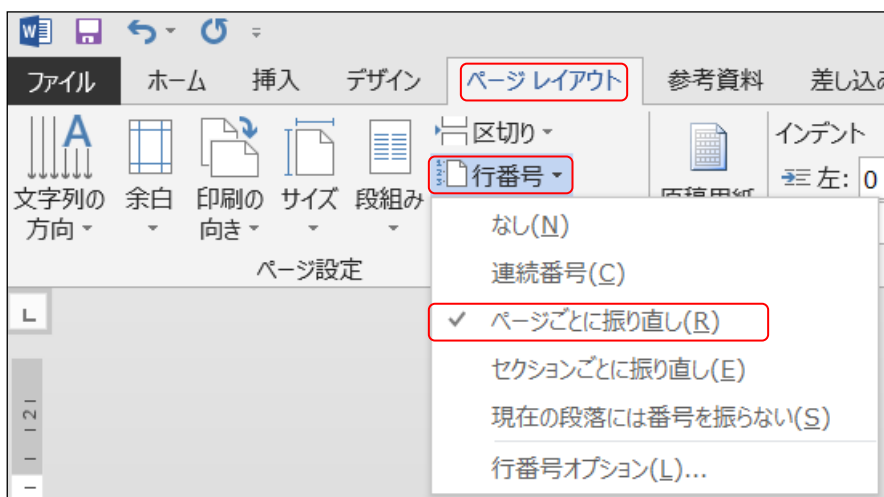 ファイル ホーム 挿入 デザイン ページ レイアウト 参考資料 差し込み
文字列の方向
余白
印刷の向き
サイズ
段組み
区切り
行番号
ページ設定
原稿用紙
インデント
左: 0
なし(N)
連続番号(C)
ページごとに振り直し(R)
セクションごとに振り直し(E)
現在の段落には番号を振らない(S)
行番号オプション(L)...
L
2